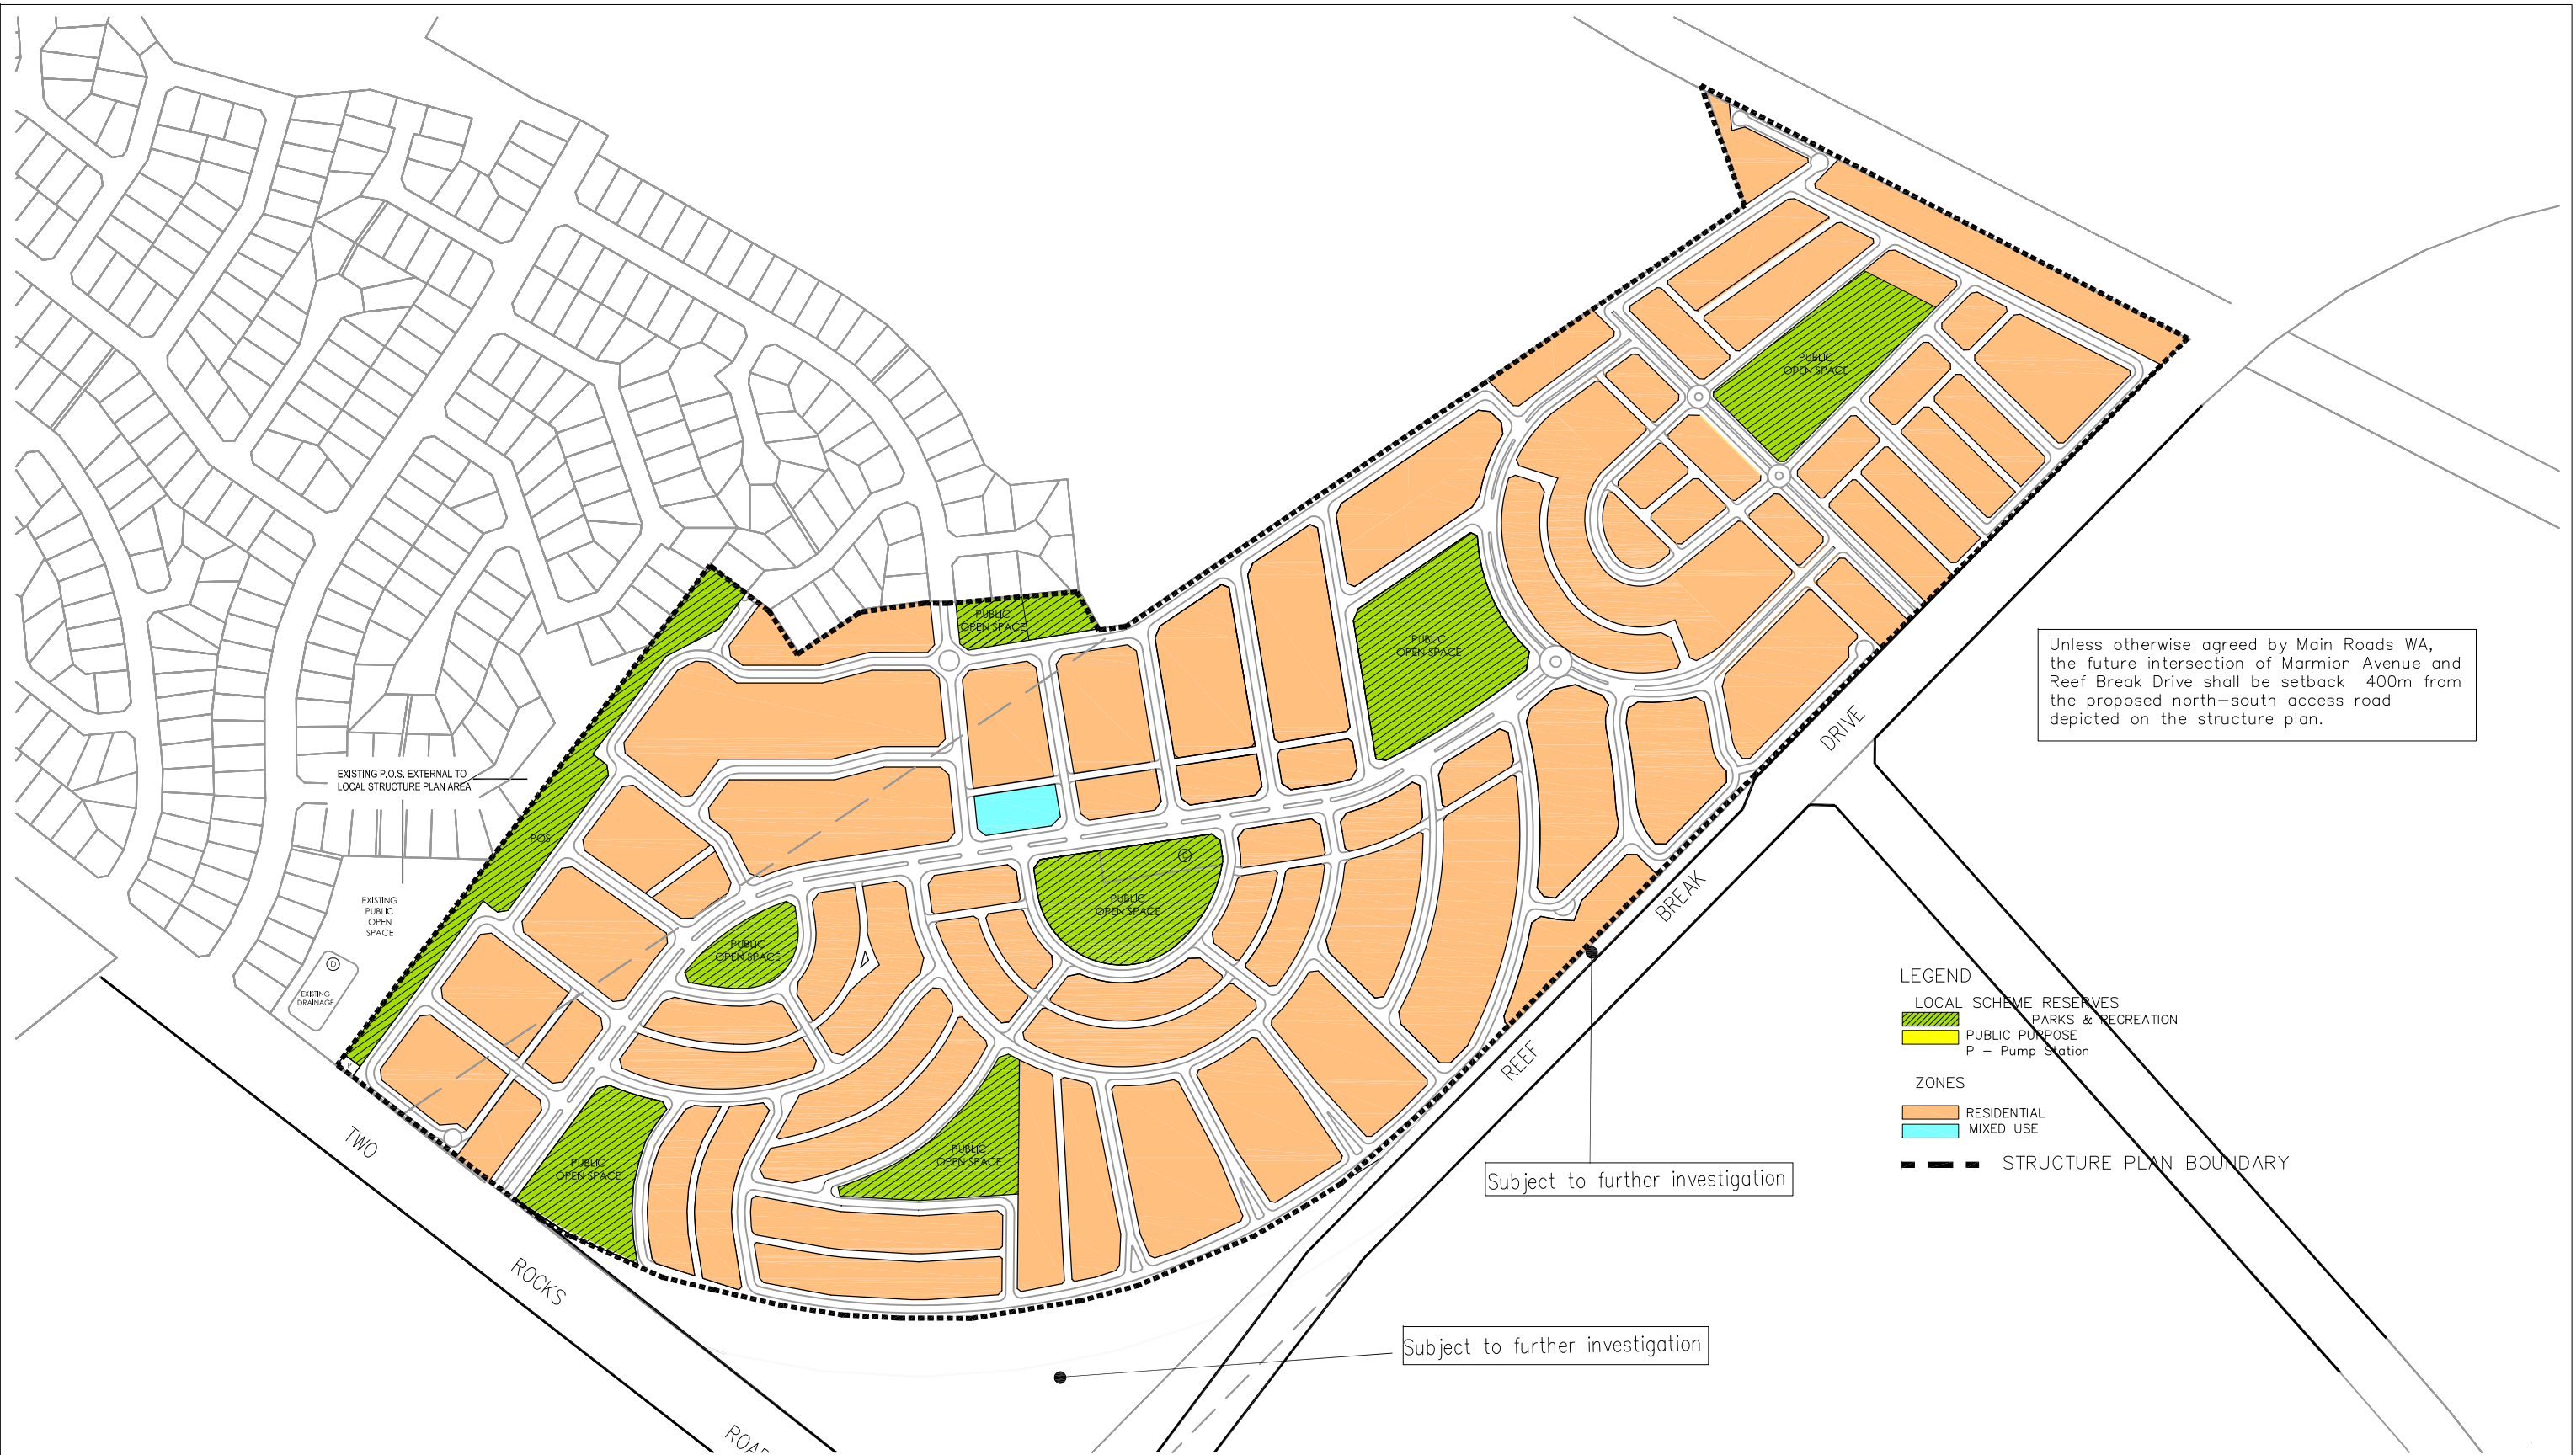 PUBLIC
OPEN SPACE
PUBLIC
OPEN SPACE
PUBLIC
OPEN SPACE
Unless otherwise agreed by Main Roads WA,
the future intersection of Marmion Avenue and
Reef Break Drive shall be setback 400m from
the proposed north-south access road
depicted on the structure plan.
EXISTING P.O.S. EXTERNAL TO
LOCAL STRUCTURE PLAN AREA
POS
EXISTING
PUBLIC
OPEN
SPACE
D
EXISTING
DRAINAGE
D
PUBLIC
OPEN SPACE
PUBLIC
OPEN SPACE
PUBLIC
OPEN SPACE
PUBLIC
OPEN SPACE
P
REEF BREAK DRIVE
TWO ROCKS ROAD
LEGEND
LOCAL SCHEME RESERVES
PARKS & RECREATION
PUBLIC PURPOSE
P - Pump Station
ZONES
RESIDENTIAL
MIXED USE
STRUCTURE PLAN BOUNDARY
Subject to further investigation
Subject to further investigation